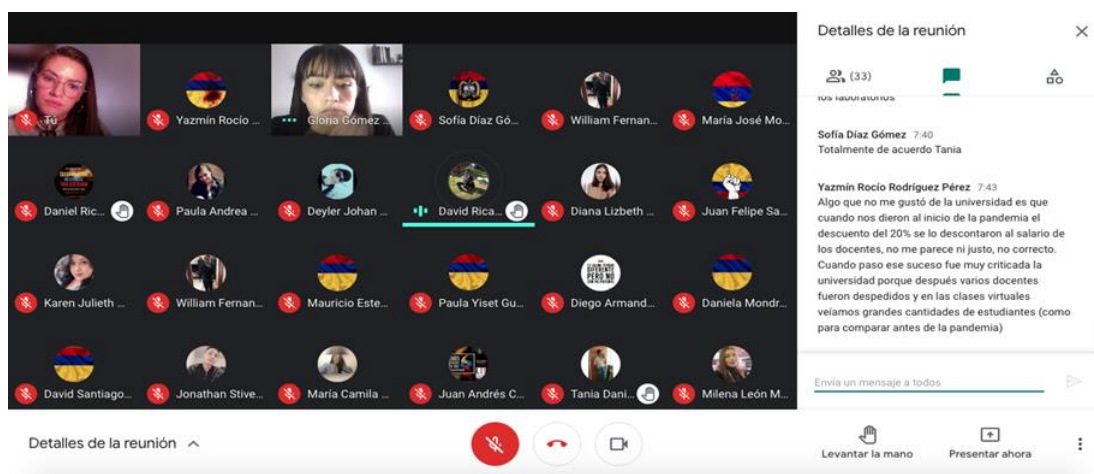 Tú
Yazmín Rocío ...
Gloria Gómez ...
Sofía Díaz Gó...
William Fernan...
María José Mo...
Daniel Ric...
Paula Andrea ...
Deyler Johan ...
David Rica...
Diana Lizbeth ...
Juan Felipe Sa...
Karen Julieth ...
William Fernan...
Mauricio Este...
Paula Yiset Gu...
Diego Armand...
Daniela Mondr...
David Santiago...
Jonathan Stive...
María Camila ...
Juan Andrés C...
Tania Dani...
Milena León M...
Detalles de la reunión
(33)
los laboratorios
Sofía Díaz Gómez 7:40
Totalmente de acuerdo Tania
Yazmín Rocío Rodríguez Pérez 7:43
Algo que no me gustó de la universidad es que
cuando nos dieron al inicio de la pandemia el
descuento del 20% se lo descontaron al salario de
los docentes, no me parece ni justo, no correcto.
Cuando paso ese suceso fue muy criticada la
universidad porque después varios docentes
fueron despedidos y en las clases virtuales
veíamos grandes cantidades de estudiantes (como
para comparar antes de la pandemia)
Envía un mensaje a todos
Detalles de la reunión
Levantar la mano
Presentar ahora